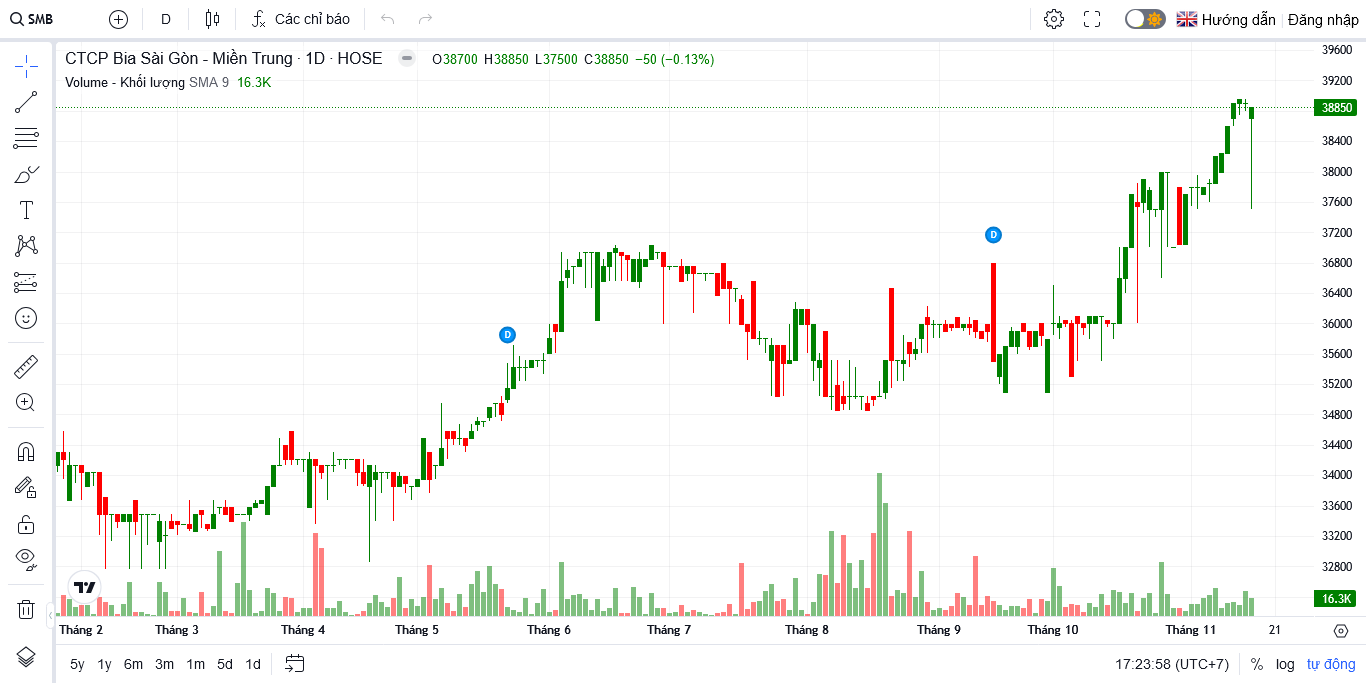 SMB D Các chỉ báo Hướng dẫn Đăng nhập
CTCP Bia Sài Gòn - Miền Trung · 1D · HOSE O38700 H38850 L37500 C38850 −50 (−0.13%)
Volume - Khối lượng SMA 9 16.3K
39600
39200
38850
38400
38000
37600
37200
36800
36400
36000
35600
35200
34800
34400
34000
33600
33200
32800
16.3K
D
D
Tháng 2 Tháng 3 Tháng 4 Tháng 5 Tháng 6 Tháng 7 Tháng 8 Tháng 9 Tháng 10 Tháng 11 21
5y 1y 6m 3m 1m 5d 1d 17:23:58 (UTC+7) % log tự động